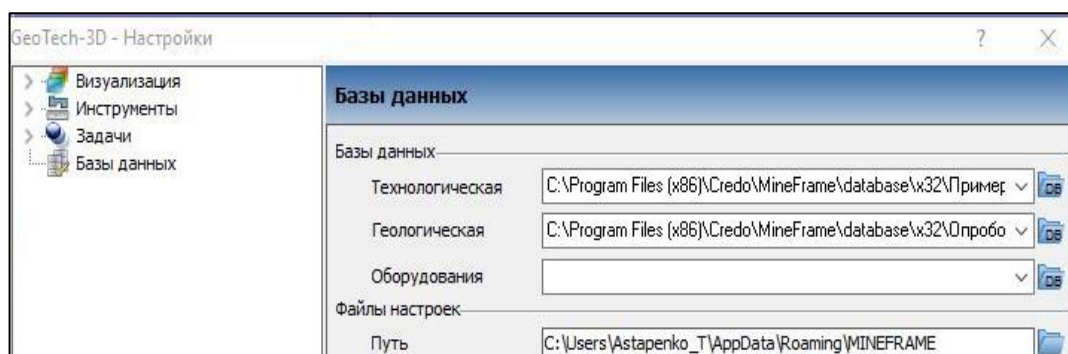 GeoTech-3D - Настройки
Визуализация
Инструменты
Задачи
Базы данных
Базы данных
Базы данных
Технологическая C:\Program Files (x86)\Credo\MineFrame\database\x32\Пример
Геологическая C:\Program Files (x86)\Credo\MineFrame\database\x32\Опробо
Оборудования
Файлы настроек
Путь C:\Users\Astapenko_T\AppData\Roaming\MINEFRAME